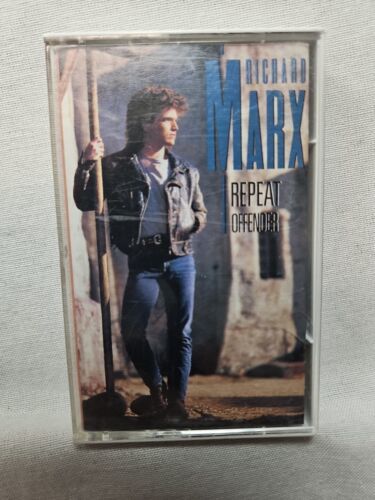 RICHARD
MARX
REPEAT
OFFENDER